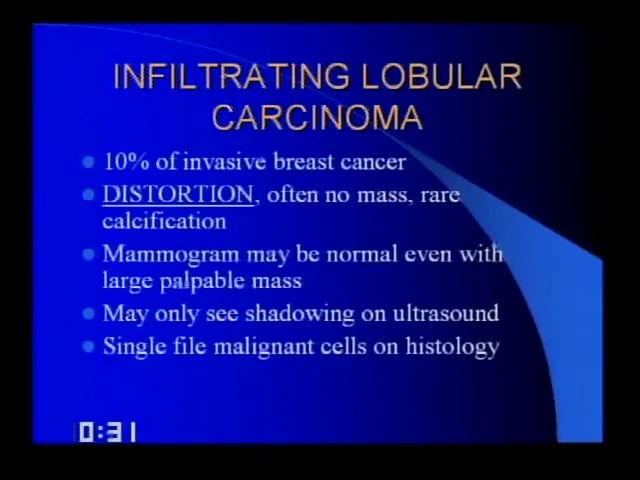 INFILTRATING LOBULAR
CARCINOMA
10% of invasive breast cancer
DISTORTION, often no mass, rare
calcification
Mammogram may be normal even with
large palpable mass
May only see shadowing on ultrasound
Single file malignant cells on histology
0:31